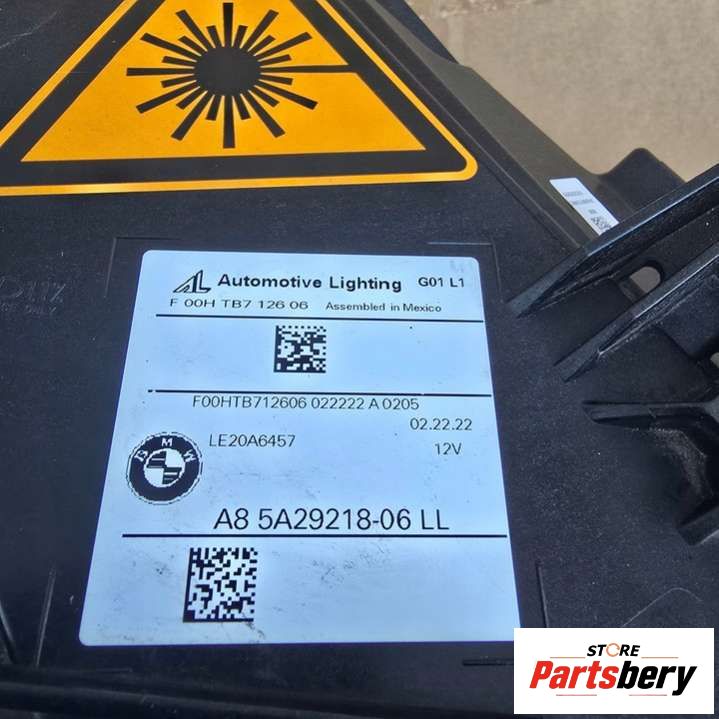 Automotive Lighting G01 L1
F 00H TB7 126 06 Assembled in Mexico
F00HTB712606 022222 A 0205
02.22.22
LE20A6457
12V
BMW
A8 5A29218-06 LL
STORE
Partsbery